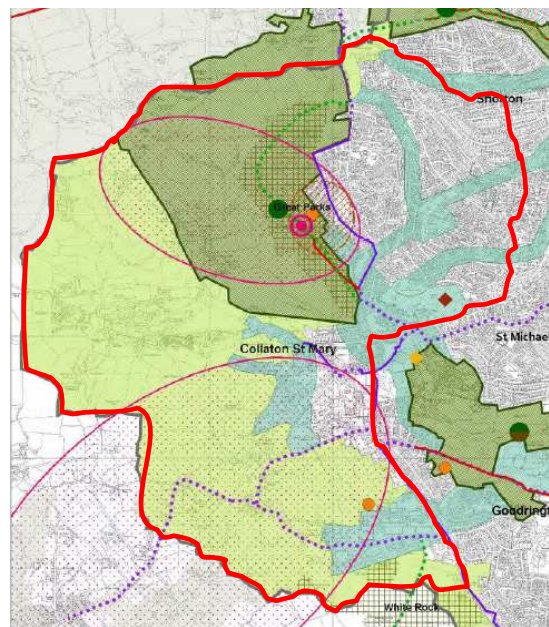 Shorton
Great Parks
Collaton St Mary
St Michael
Goodringt
White Rock